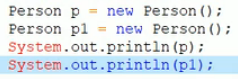 Person p = new Person();
Person p1 = new Person();
System.out.println(p);
System.out.println(p1);